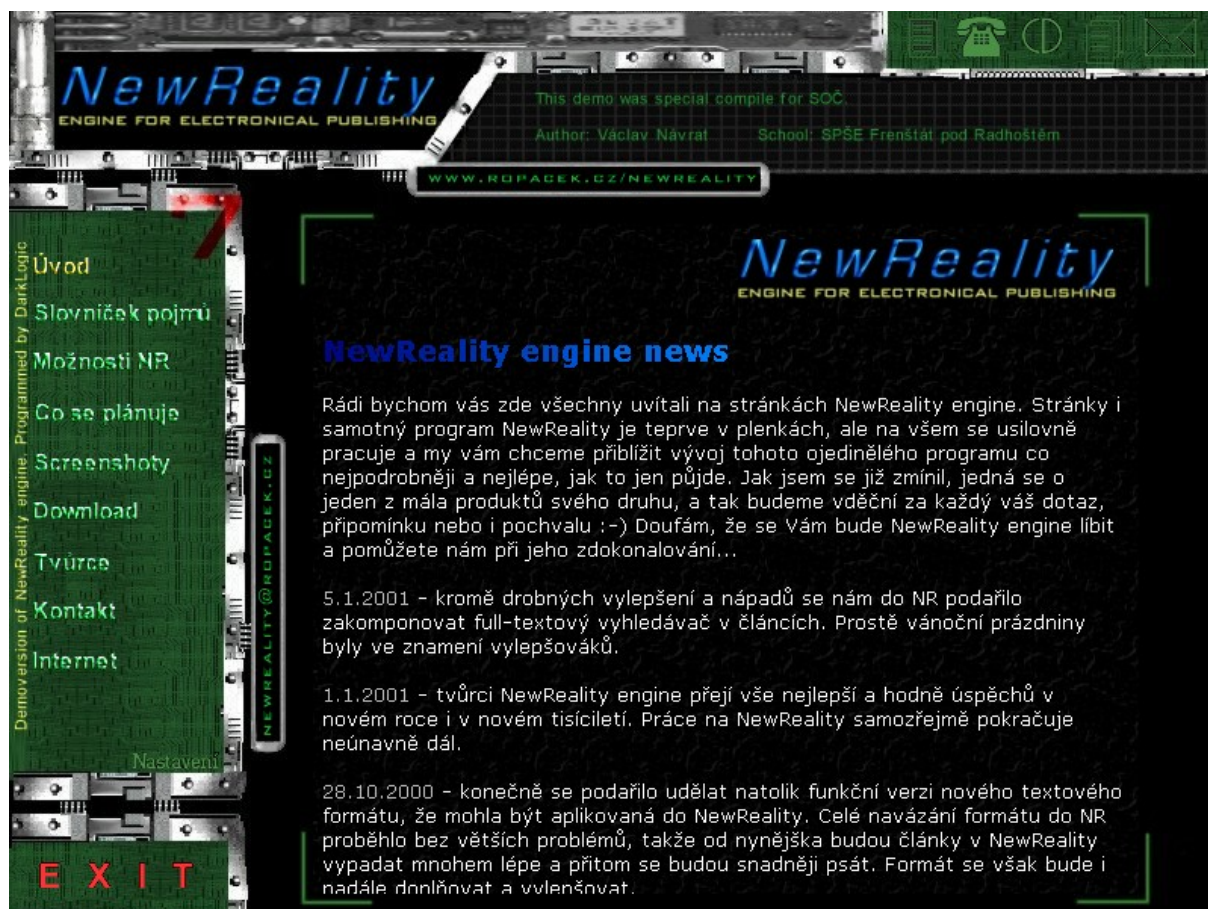 NewReality
ENGINE FOR ELECTRONICAL PUBLISHING
This demo was special compile for SOČ.
Author: Václav Návrat School: SPŠE Frenštát pod Radhoštěm
WWW.ROPACEK.CZ/NEWREALITY
7
Demoversion of NewReality engine. Programmed by DarkLogic
Úvod
Slovníček pojmů
Možnosti NR
Co se plánuje
Screenshoty
Download
Tvůrce
Kontakt
Internet
Nastavení
EXIT
NEWREALITY@ROPACEK.CZ
NewReality
ENGINE FOR ELECTRONICAL PUBLISHING
NewReality engine news
Rádi bychom vás zde všechny uvítali na stránkách NewReality engine. Stránky i
samotný program NewReality je teprve v plenkách, ale na všem se usilovně
pracuje a my vám chceme přiblížit vývoj tohoto ojedinělého programu co
nejpodrobněji a nejlépe, jak to jen půjde. Jak jsem se již zmínil, jedná se o
jeden z mála produktů svého druhu, a tak budeme vděční za každý váš dotaz,
připomínku nebo i pochvalu :-) Doufám, že se Vám bude NewReality engine líbit
a pomůžete nám při jeho zdokonalování...
5.1.2001 - kromě drobných vylepšení a nápadů se nám do NR podařilo
zakomponovat full-textový vyhledávač v článcích. Prostě vánoční prázdniny
byly ve znamení vylepšováků.
1.1.2001 - tvůrci NewReality engine přejí vše nejlepší a hodně úspěchů v
novém roce i v novém tisíciletí. Práce na NewReality samozřejmě pokračuje
neúnavně dál.
28.10.2000 - konečně se podařilo udělat natolik funkční verzi nového textového
formátu, že mohla být aplikovaná do NewReality. Celé navázání formátu do NR
proběhlo bez větších problémů, takže od nynějška budou články v NewReality
vypadat mnohem lépe a přitom se budou snadněji psát. Formát se však bude i
nadále doplňovat a vylepšovat.